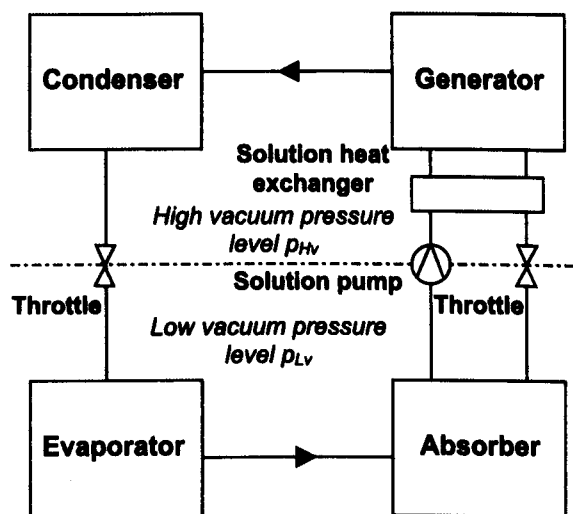 Condenser
Generator
Solution heat
exchanger
High vacuum pressure
level pHv
Solution pump
Throttle
Throttle
Low vacuum pressure
level pLv
Evaporator
Absorber